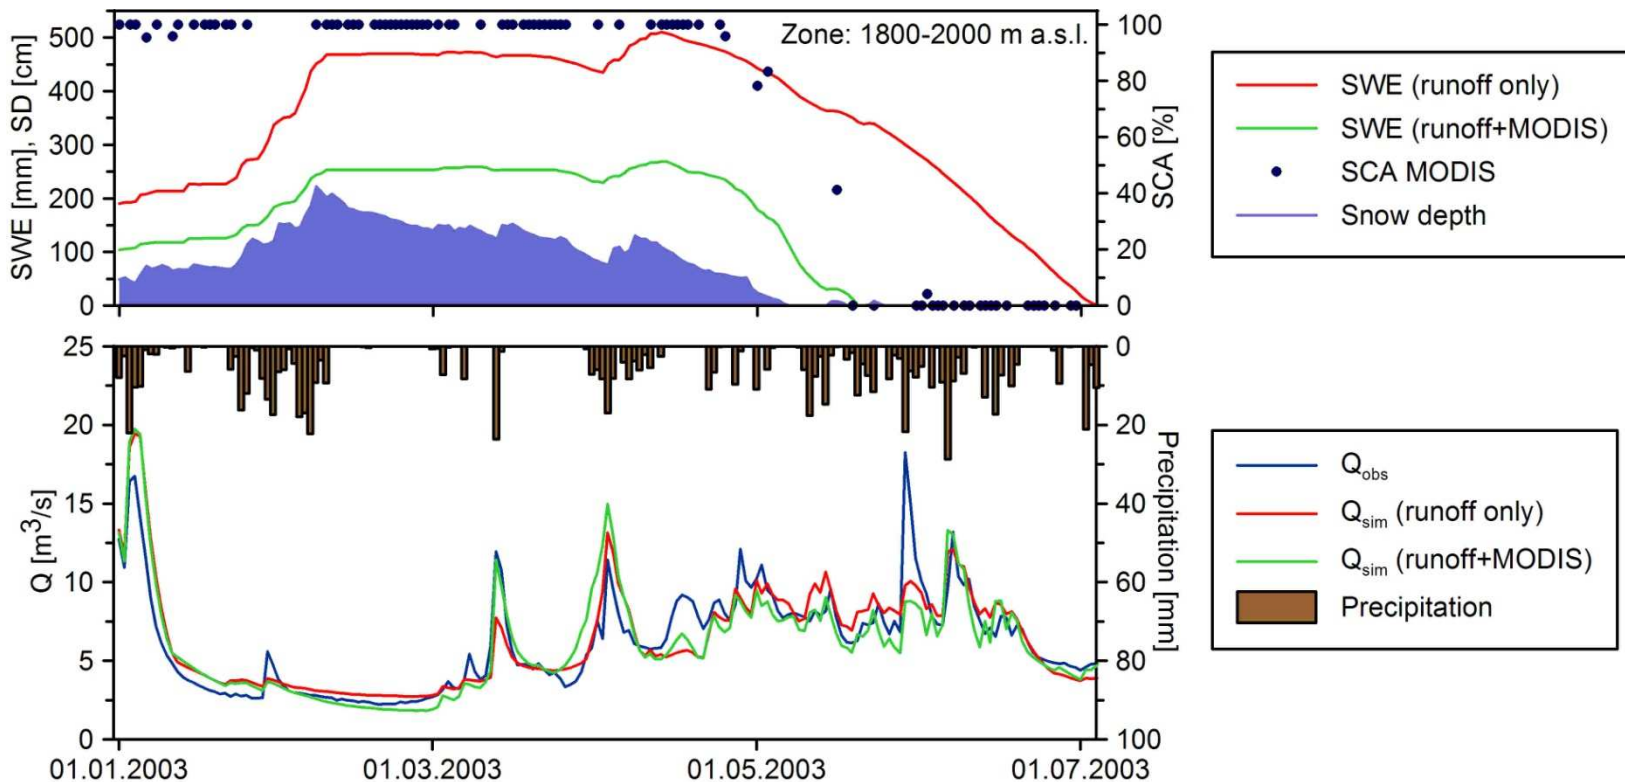 Zone: 1800-2000 m a.s.l.
SWE [mm], SD [cm]
500
400
300
200
100
0
SCA [%]
100
80
60
40
20
0
SWE (runoff only)
SWE (runoff+MODIS)
SCA MODIS
Snow depth
Q [m³/s]
25
20
15
10
5
0
Precipitation [mm]
0
20
40
60
80
100
01.01.2003
01.03.2003
01.05.2003
01.07.2003
Qobs
Qsim (runoff only)
Qsim (runoff+MODIS)
Precipitation